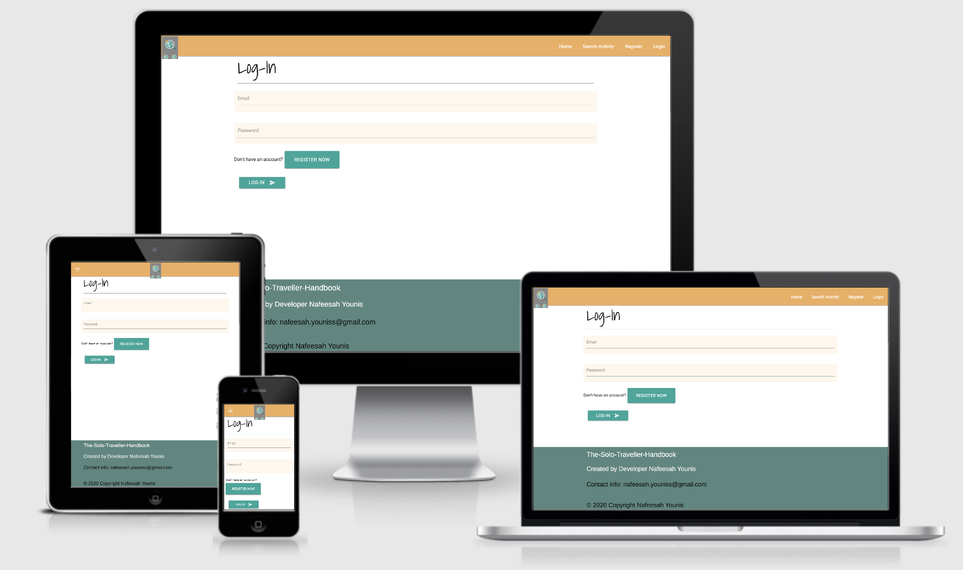 Home Search Activity Register Login
Log-In
Email
Password
Don't have an account? REGISTER NOW
LOG-IN
o-Traveller-Handbook
by Developer Nafeesah Younis
info: nafeesah.youniss@gmail.com
Copyright Nafeesah Younis
Log-In
Email
Password
Don't have an account? REGISTER NOW
LOG-IN
The-Solo-Traveller-Handbook
Created by Developer Nafeesah Younis
Contact info: nafeesah.youniss@gmail.com
© 2020 Copyright Nafeesah Younis
Log-In
Email
Password
Don't have an account?
REGISTER NOW
LOG-IN
Home Search Activity Register Login
Log-In
Email
Password
Don't have an account? REGISTER NOW
LOG-IN
The-Solo-Traveller-Handbook
Created by Developer Nafeesah Younis
Contact info: nafeesah.youniss@gmail.com
© 2020 Copyright Nafeesah Younis